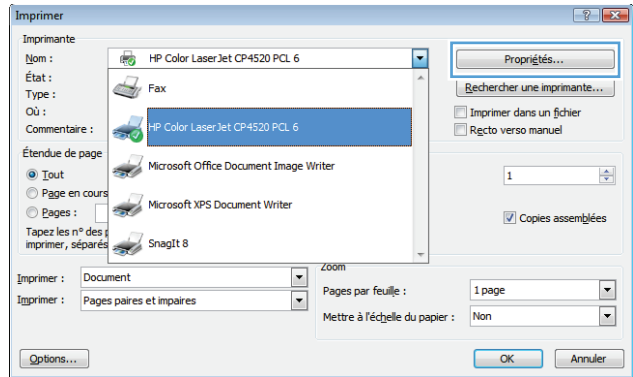 Imprimer
Imprimante
Nom : HP Color LaserJet CP4520 PCL 6 Propriétés...
État :
Fax
Type : Rechercher une imprimante...
Où : Imprimer dans un fichier
Commentaire : HP Color LaserJet CP4520 PCL 6 Recto verso manuel
Étendue de page
Microsoft Office Document Image Writer
Tout 1
Page en cours
Microsoft XPS Document Writer
Pages : Copies assemblées
Tapez les n° des
imprimer, séparés SnagIt 8
Zoom
Imprimer : Document
Pages par feuille : 1 page
Imprimer : Pages paires et impaires
Mettre à l'échelle du papier : Non
Options... OK Annuler